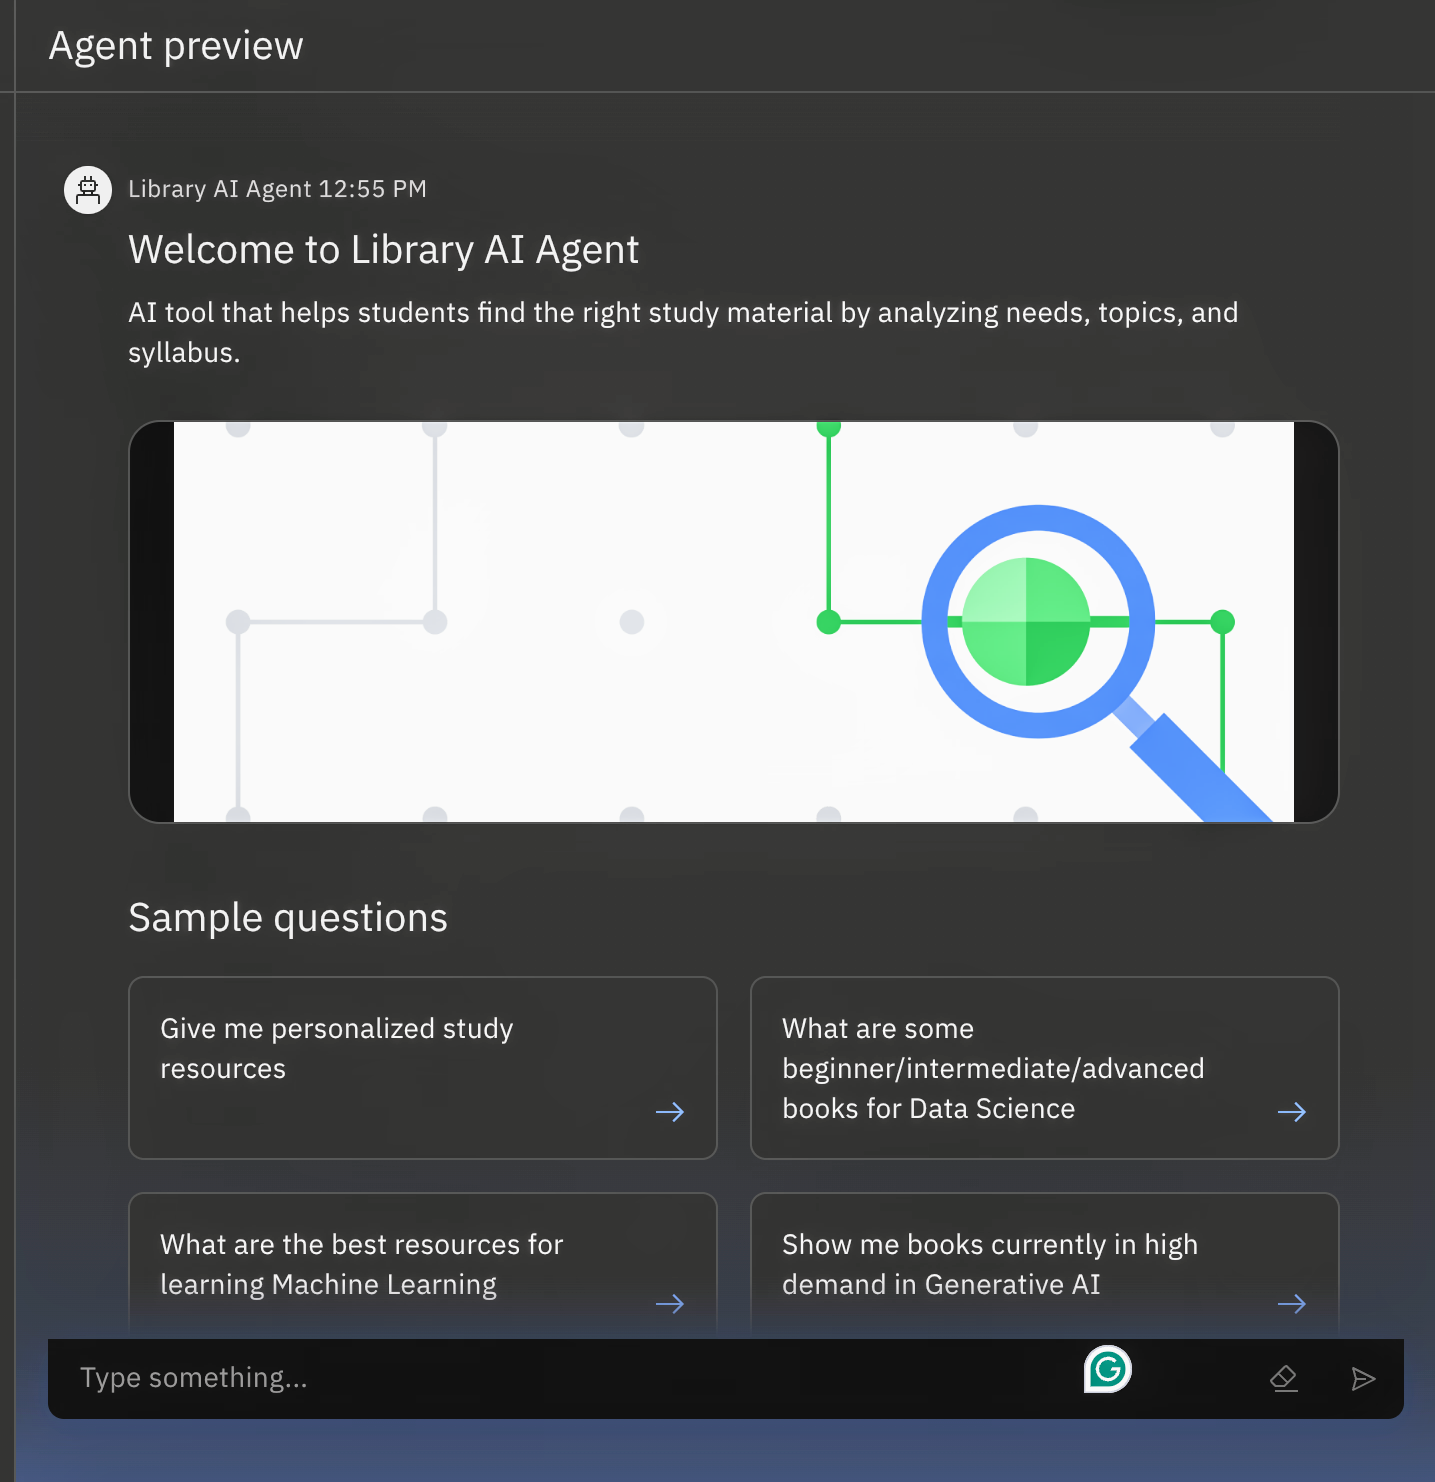 Agent preview
Library AI Agent 12:55 PM
Welcome to Library AI Agent
AI tool that helps students find the right study material by analyzing needs, topics, and
syllabus.
Sample questions
Give me personalized study
resources
What are some
beginner/intermediate/advanced
books for Data Science
What are the best resources for
learning Machine Learning
Show me books currently in high
demand in Generative AI
Type something...